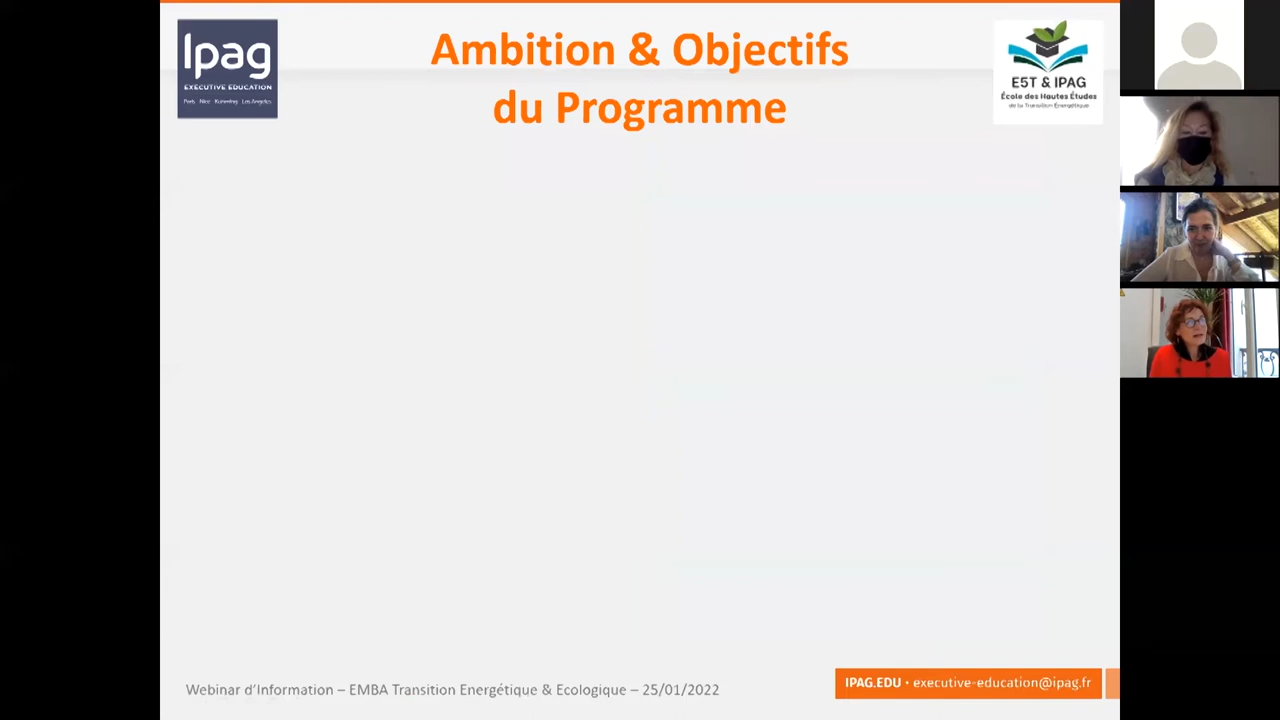 Ipag
EXECUTIVE EDUCATION
Paris Nice Kunming Los Angeles
Ambition & Objectifs
du Programme
E5T & IPAG
École des Hautes Études
de la Transition Énergétique
Webinar d'Information – EMBA Transition Energétique & Ecologique – 25/01/2022
IPAG.EDU • executive-education@ipag.fr